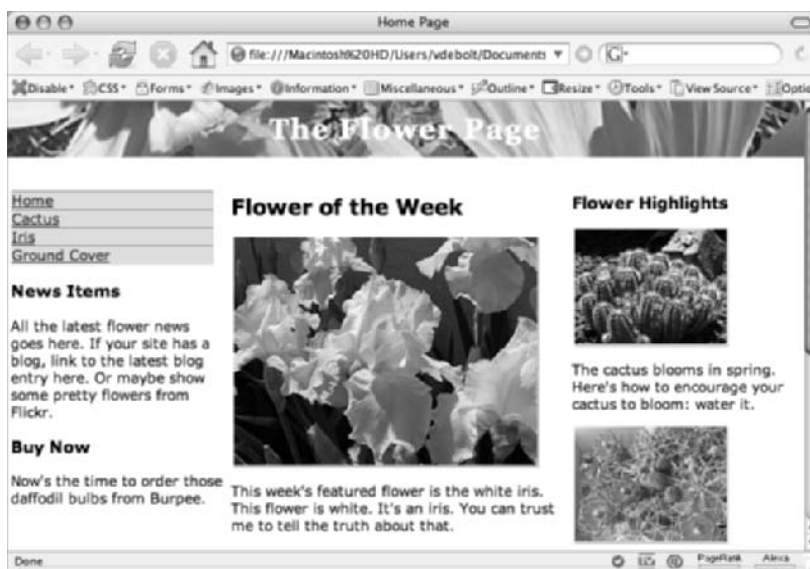 Home Page
file:///Macintosh%20HD/Users/vdebolt/Documents
G
Disable CSS Forms Images Information Miscellaneous Outline Resize Tools View Source Optio
The Flower Page
Home
Cactus
Iris
Ground Cover
News Items
All the latest flower news
goes here. If your site has a
blog, link to the latest blog
entry here. Or maybe show
some pretty flowers from
Flickr.
Buy Now
Now's the time to order those
daffodil bulbs from Burpee.
Flower of the Week
This week's featured flower is the white iris.
This flower is white. It's an iris. You can trust
me to tell the truth about that.
Flower Highlights
The cactus blooms in spring.
Here's how to encourage your
cactus to bloom: water it.
Done
PageRank Alexa